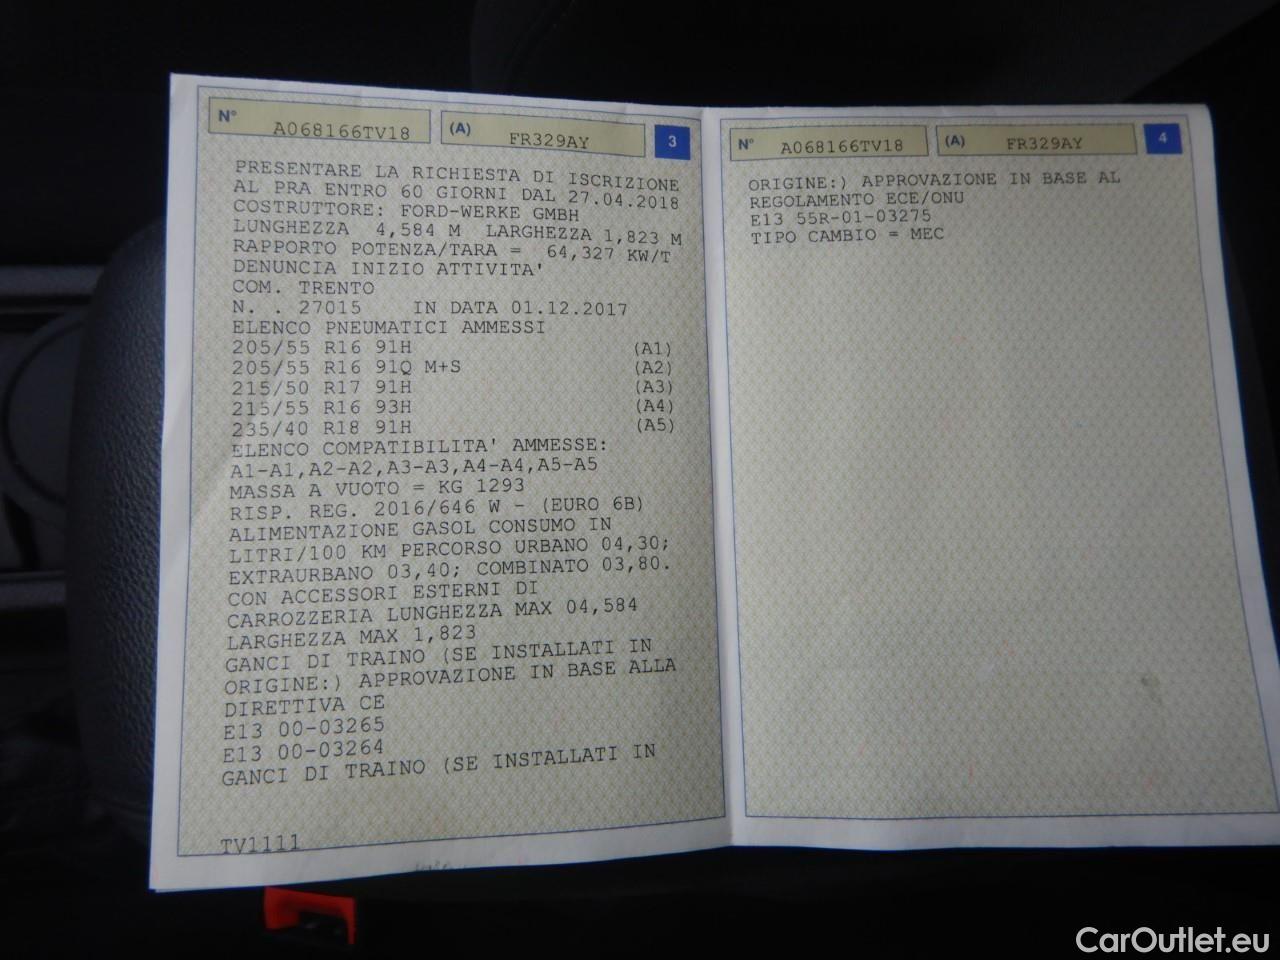 N° A068166TV18 (A) FR329AY 3
PRESENTARE LA RICHIESTA DI ISCRIZIONE
AL PRA ENTRO 60 GIORNI DAL 27.04.2018
COSTRUTTORE: FORD-WERKE GMBH
LUNGHEZZA 4,584 M LARGHEZZA 1,823 M
RAPPORTO POTENZA/TARA = 64,327 KW/T
DENUNCIA INIZIO ATTIVITA'
COM. TRENTO
N. . 27015 IN DATA 01.12.2017
ELENCO PNEUMATICI AMMESSI
205/55 R16 91H (A1)
205/55 R16 91Q M+S (A2)
215/50 R17 91H (A3)
215/55 R16 93H (A4)
235/40 R18 91H (A5)
ELENCO COMPATIBILITA' AMMESSE:
A1-A1,A2-A2,A3-A3,A4-A4,A5-A5
MASSA A VUOTO = KG 1293
RISP. REG. 2016/646 W - (EURO 6B)
ALIMENTAZIONE GASOL CONSUMO IN
LITRI/100 KM PERCORSO URBANO 04,30;
EXTRAURBANO 03,40; COMBINATO 03,80.
CON ACCESSORI ESTERNI DI
CARROZZERIA LUNGHEZZA MAX 04,584
LARGHEZZA MAX 1,823
GANCI DI TRAINO (SE INSTALLATI IN
ORIGINE:) APPROVAZIONE IN BASE ALLA
DIRETTIVA CE
E13 00-03265
E13 00-03264
GANCI DI TRAINO (SE INSTALLATI IN
TV1111
N° A068166TV18 (A) FR329AY 4
ORIGINE:) APPROVAZIONE IN BASE AL
REGOLAMENTO ECE/ONU
E13 55R-01-03275
TIPO CAMBIO = MEC
CarOutlet.eu